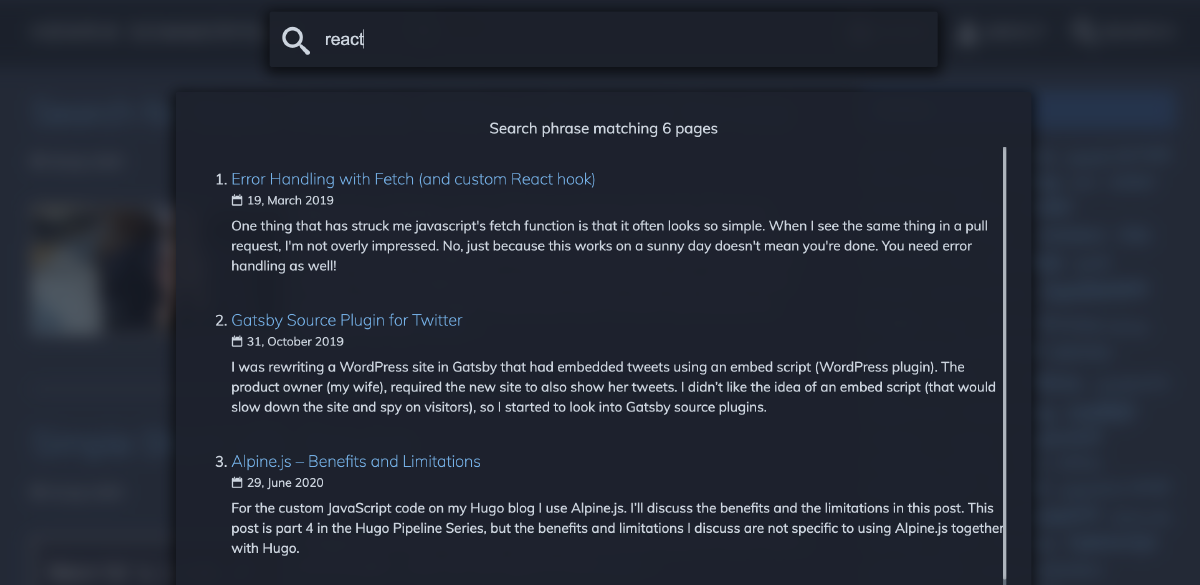 react
Search phrase matching 6 pages
1. Error Handling with Fetch (and custom React hook)
19, March 2019
One thing that has struck me javascript's fetch function is that it often looks so simple. When I see the same thing in a pull
request, I'm not overly impressed. No, just because this works on a sunny day doesn't mean you're done. You need error
handling as well!
2. Gatsby Source Plugin for Twitter
31, October 2019
I was rewriting a WordPress site in Gatsby that had embedded tweets using an embed script (WordPress plugin). The
product owner (my wife), required the new site to also show her tweets. I didn't like the idea of an embed script (that would
slow down the site and spy on visitors), so I started to look into Gatsby source plugins.
3. Alpine.js – Benefits and Limitations
29, June 2020
For the custom JavaScript code on my Hugo blog I use Alpine.js. I'll discuss the benefits and the limitations in this post. This
post is part 4 in the Hugo Pipeline Series, but the benefits and limitations I discuss are not specific to using Alpine.js together
with Hugo.